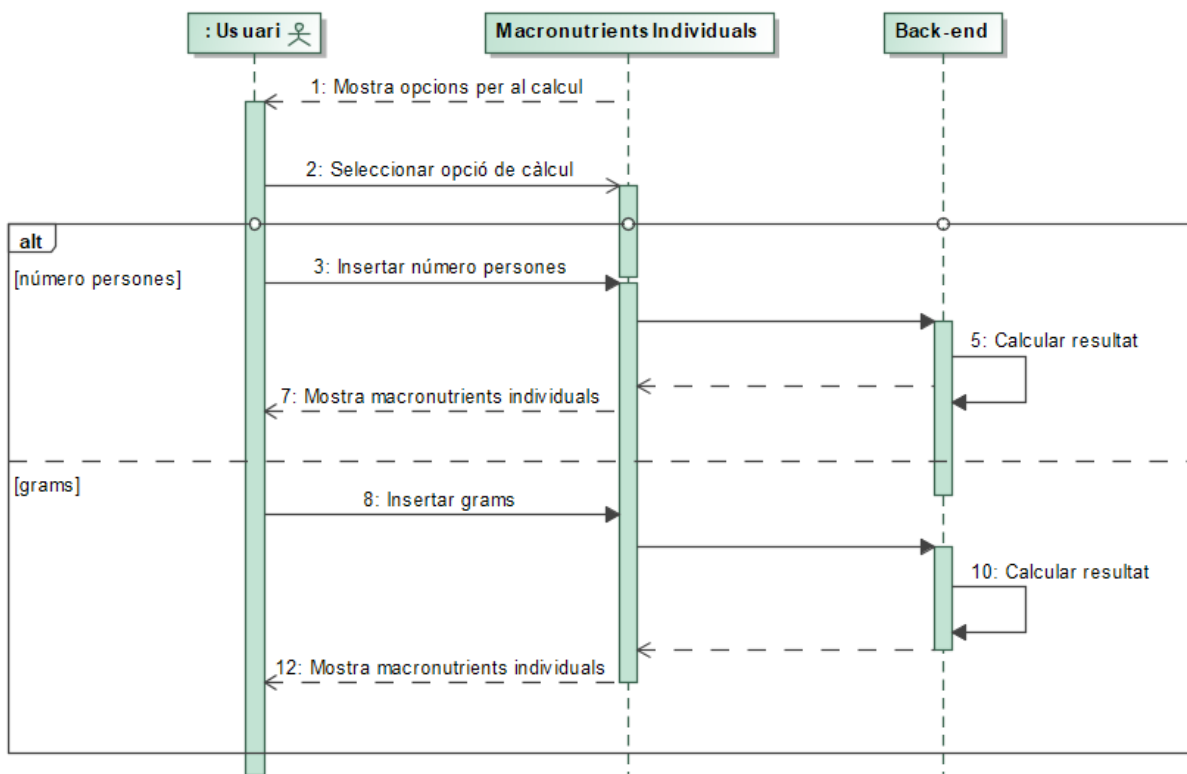 : Usuari
Macronutrients Individuals
Back-end
1: Mostra opcions per al calcul
2: Seleccionar opció de càlcul
alt
[número persones]
3: Insertar número persones
5: Calcular resultat
7: Mostra macronutrients individuals
[grams]
8: Insertar grams
10: Calcular resultat
12: Mostra macronutrients individuals